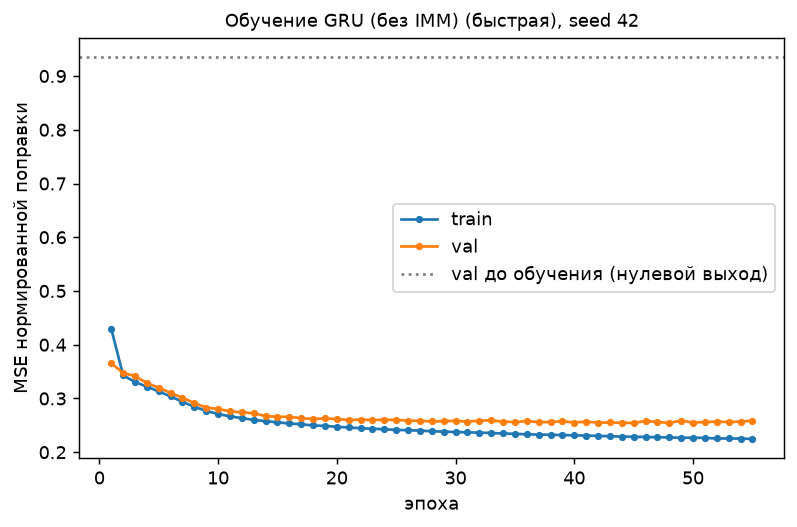 Обучение GRU (без IMM) (быстрая), seed 42
MSE нормированной поправки
0.9
0.8
0.7
0.6
0.5
0.4
0.3
0.2
train
val
val до обучения (нулевой выход)
0
10
20
30
40
50
эпоха